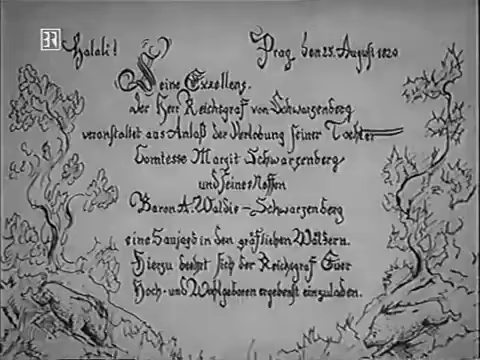 BR
Halali!
Prag, den 25. August 1820
Seine Exzellenz.
der Herr Reichsgraf von Schwarzenberg
veranstaltet aus Anlaß der Verlobung seiner Tochter
Comtesse Margit Schwarzenberg
und seines Neffen
Baron A. Waldis-Schwarzenberg
eine Saujagd in den gräflichen Wäldern.
Hierzu beehrt sich der Reichsgraf Euer
Hoch- und Wohlgeboren ergebenst einzuladen.